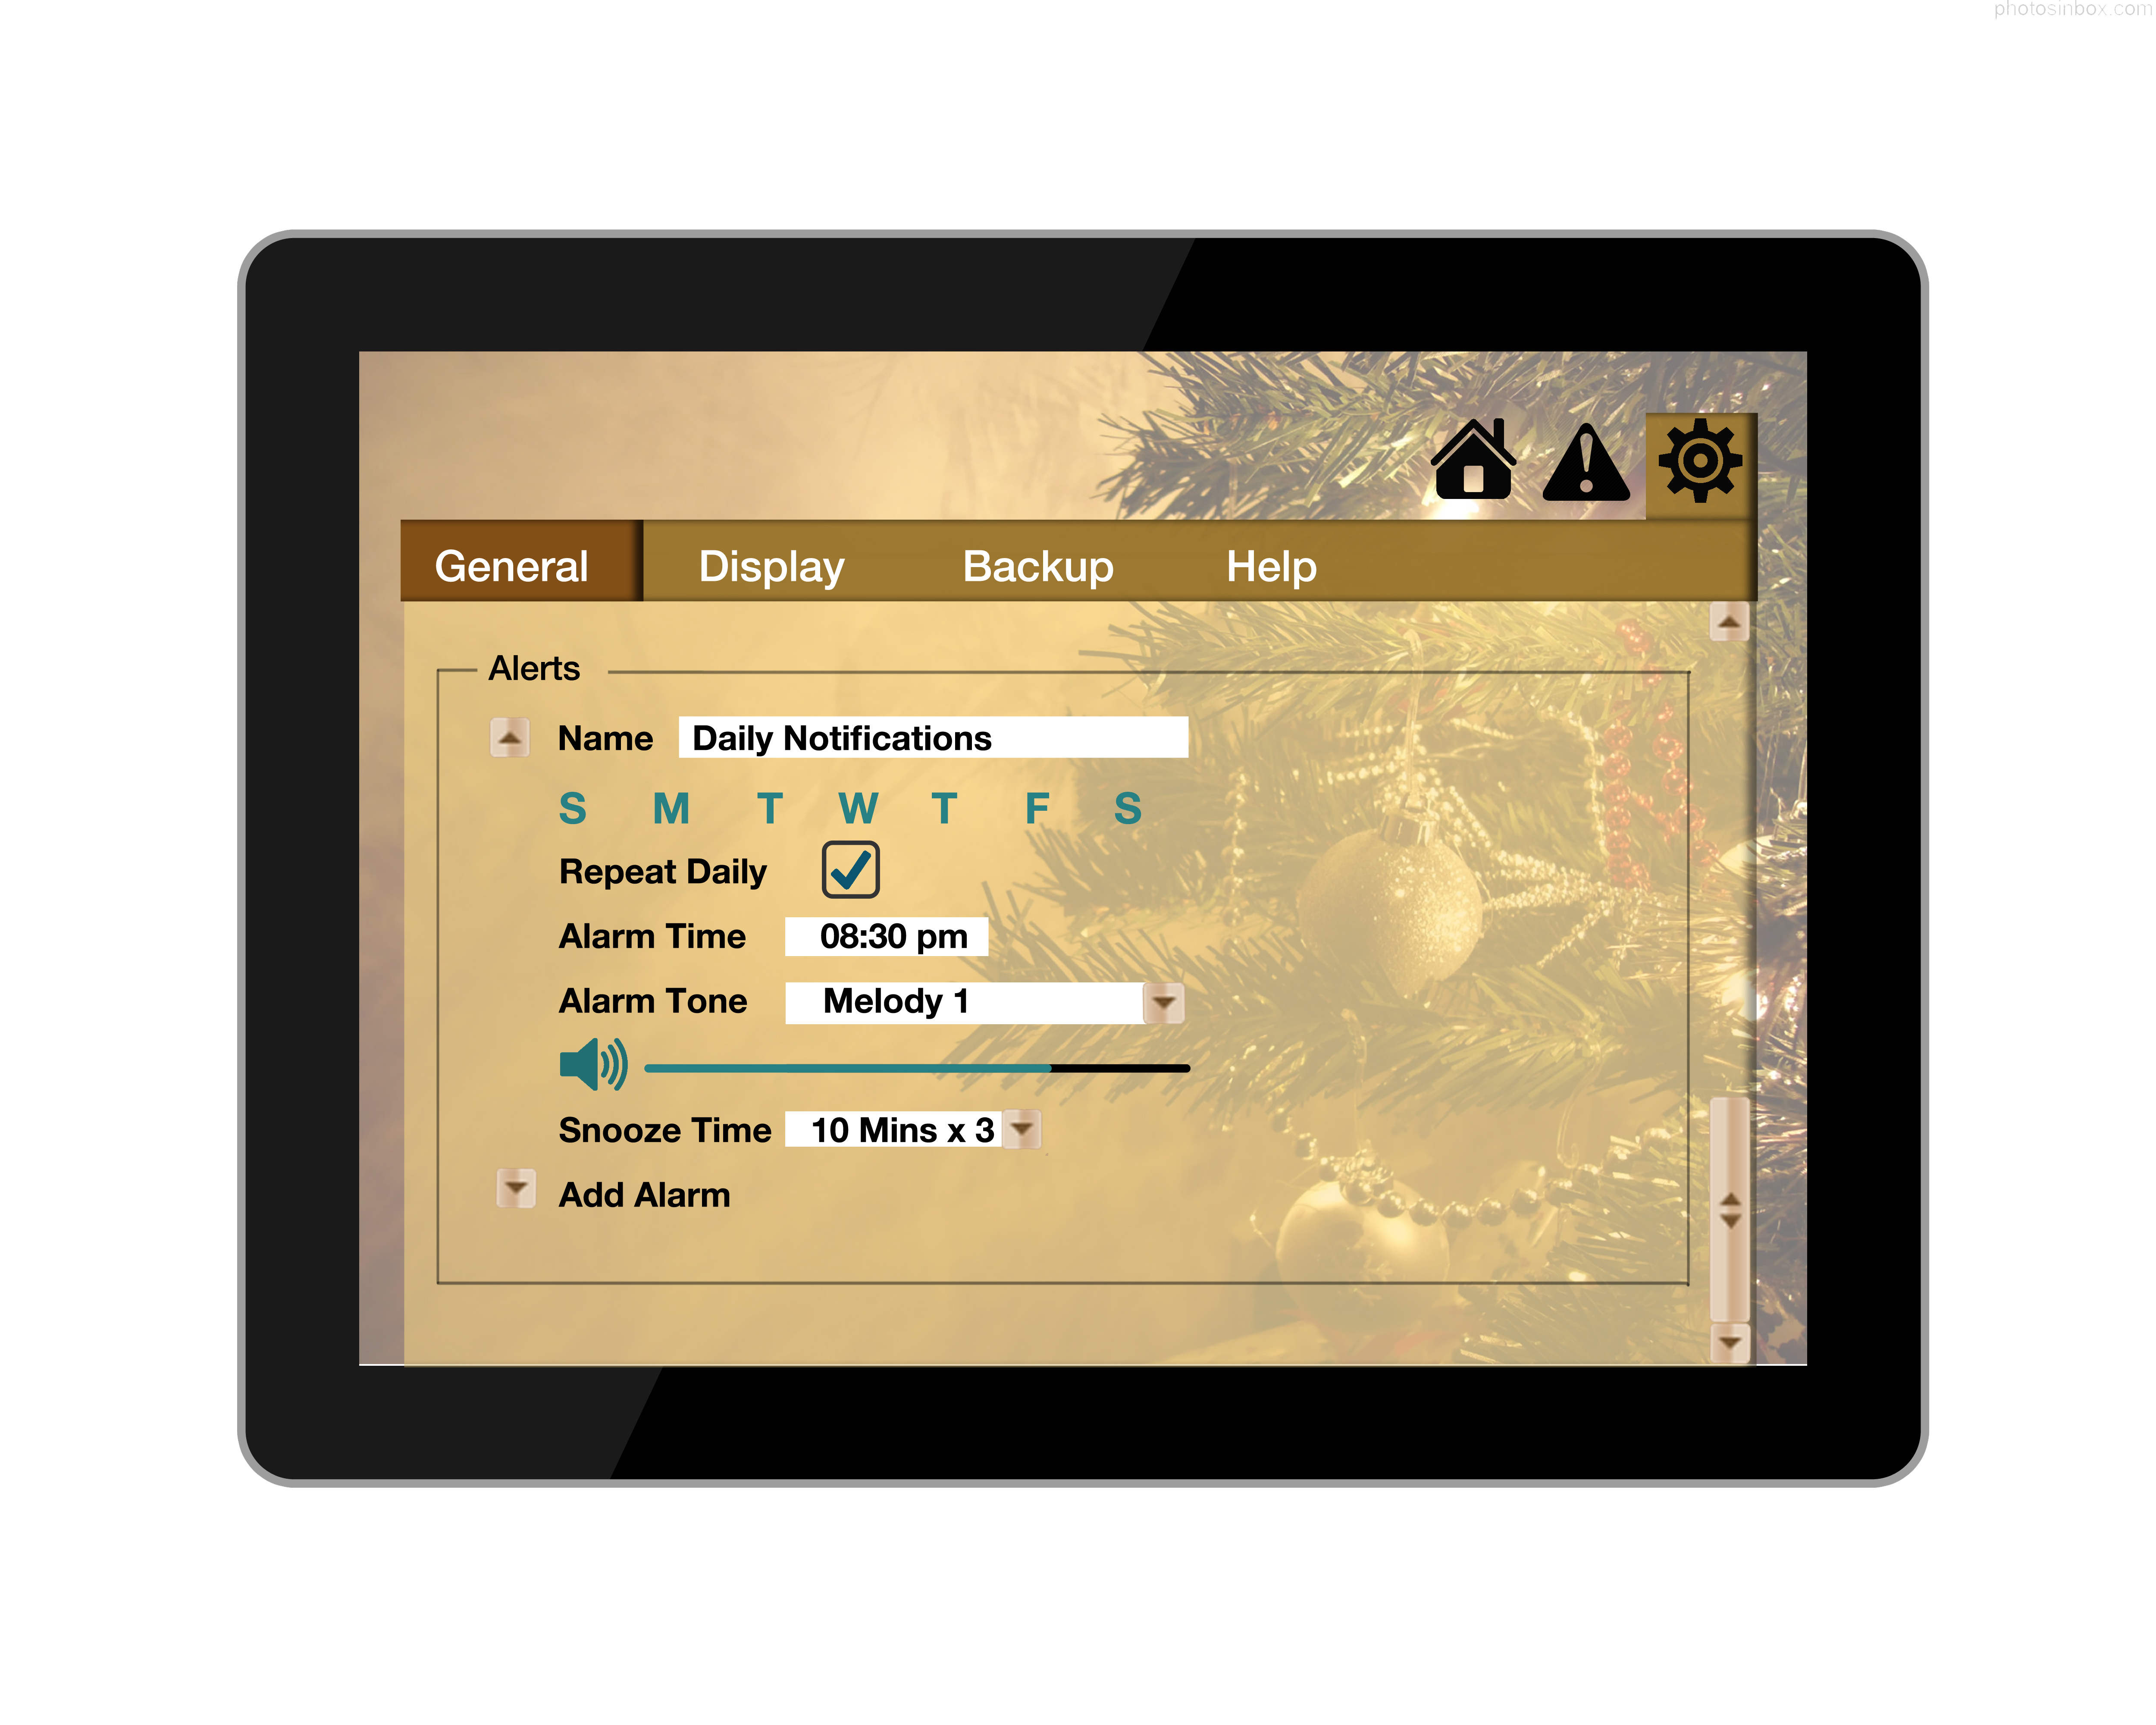 photosinbox.com
General Display Backup Help
Alerts
Name Daily Notifications
S M T W T F S
Repeat Daily
Alarm Time 08:30 pm
Alarm Tone Melody 1
Snooze Time 10 Mins x 3
Add Alarm